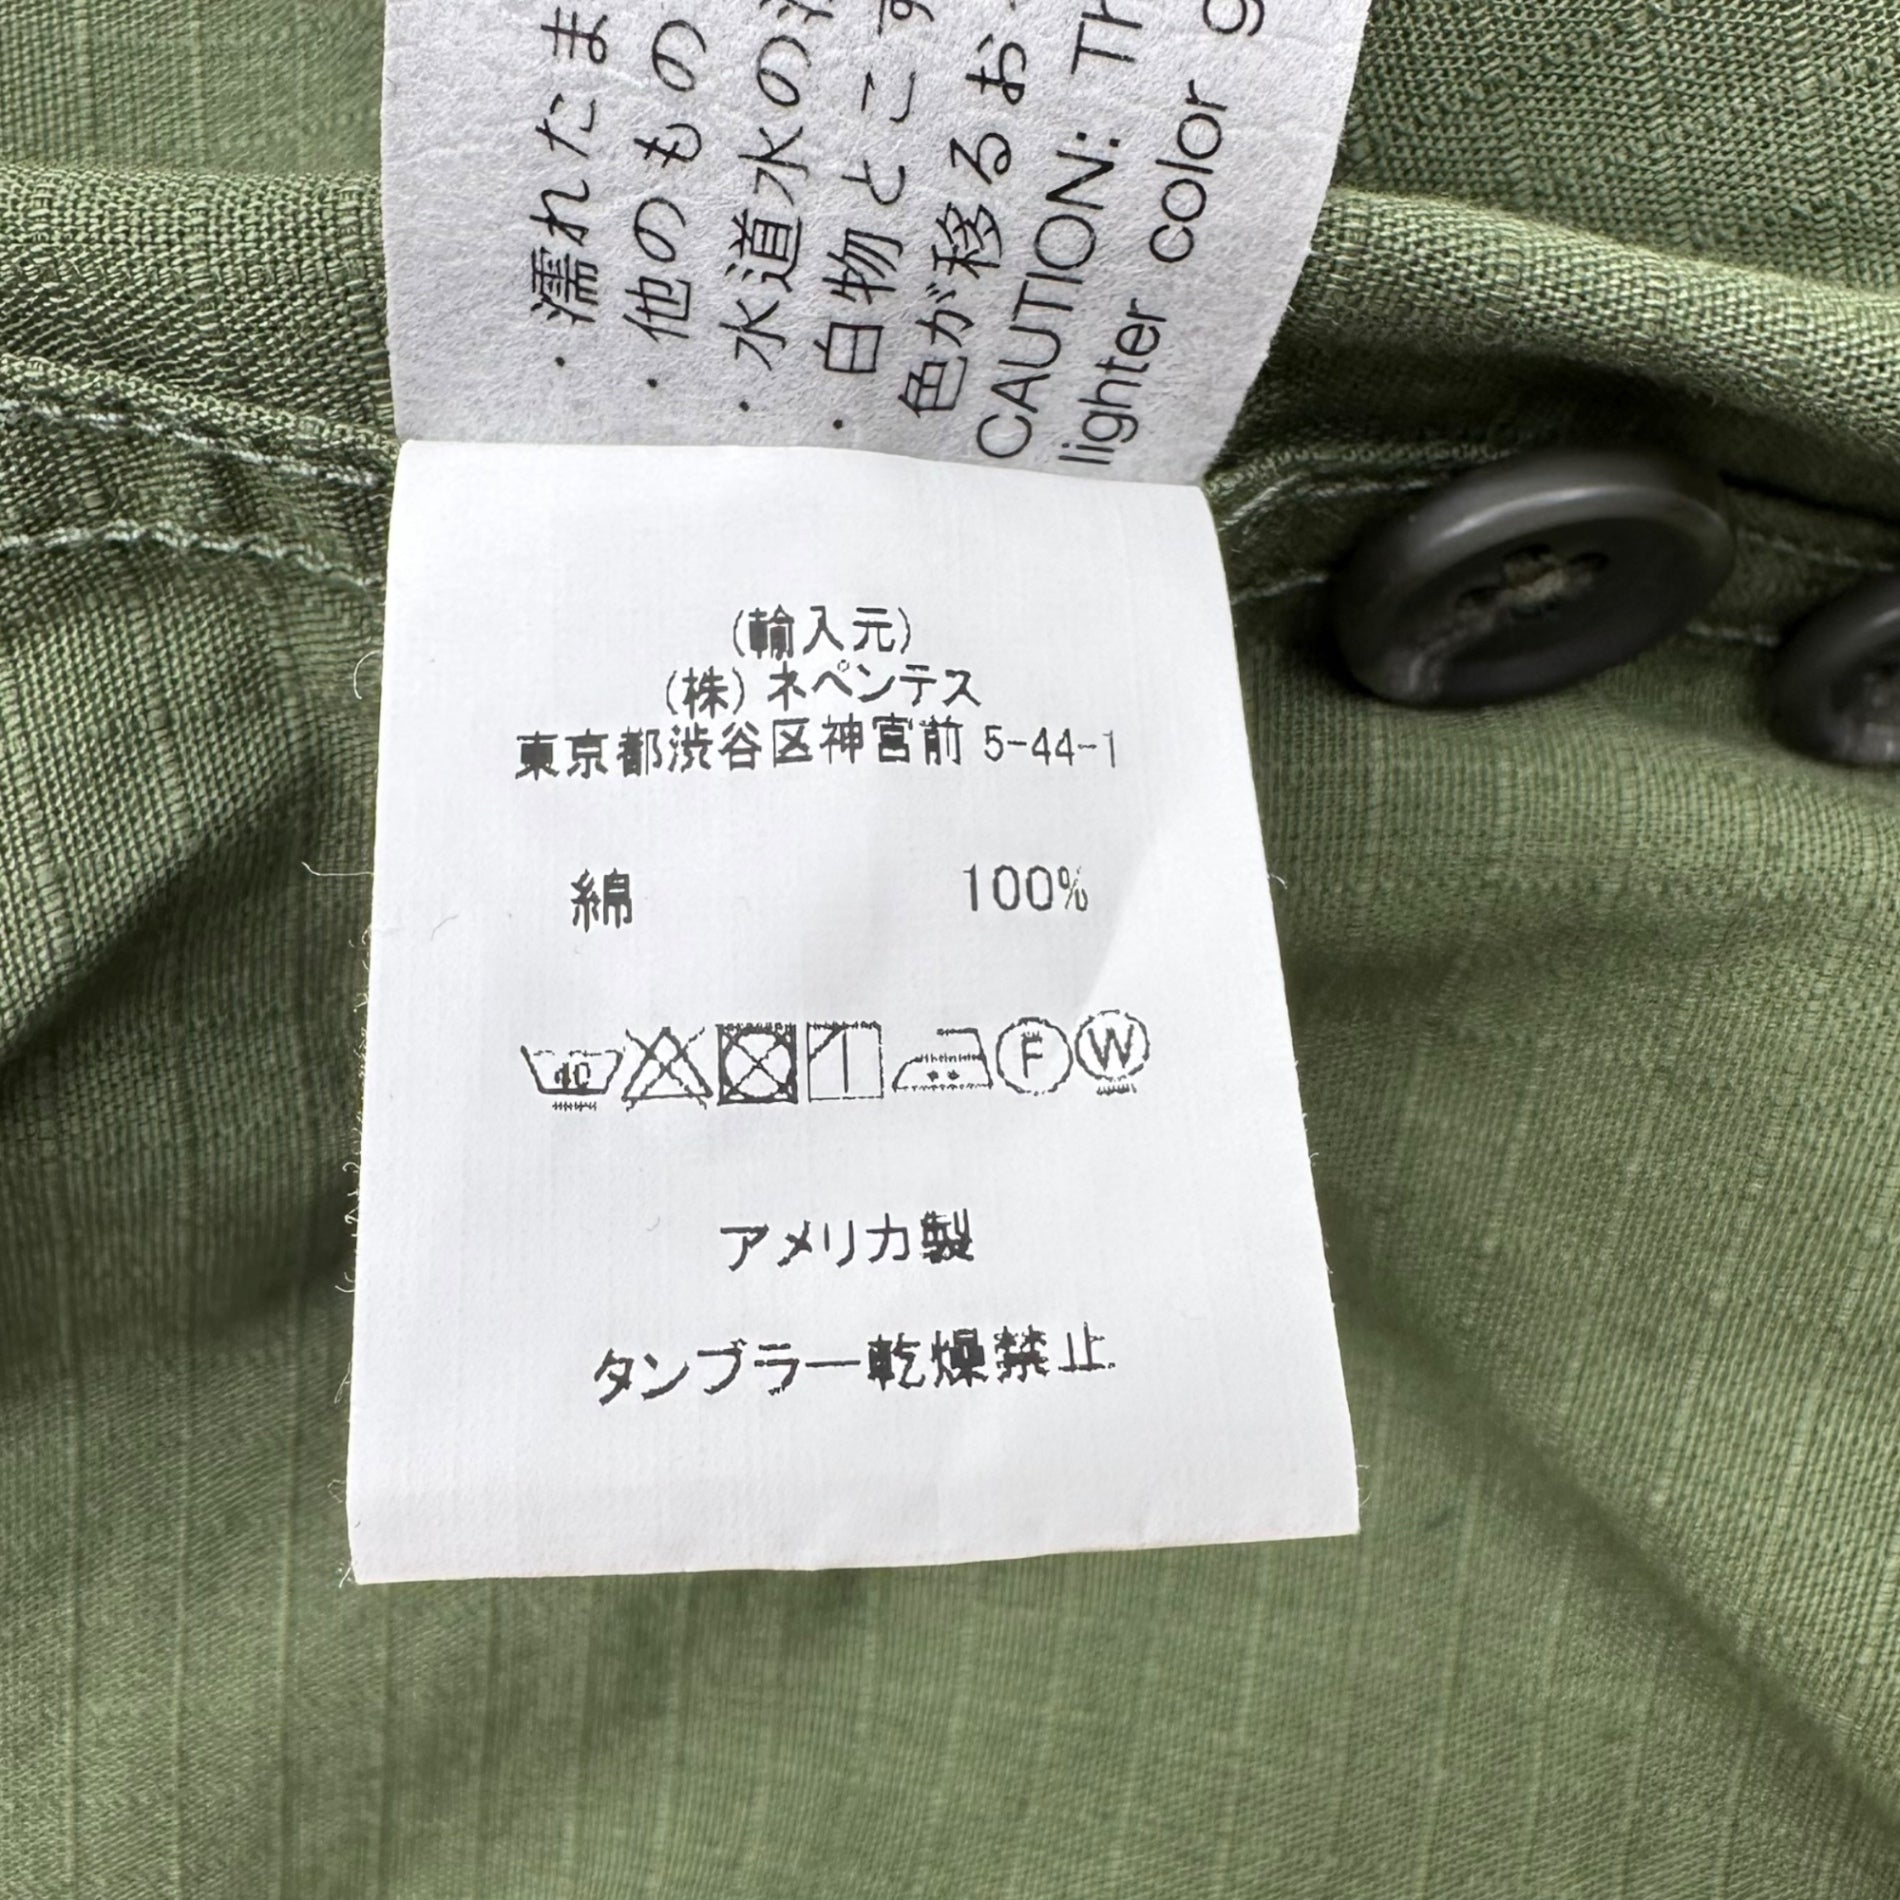 ・濡れたま
・他のもの
・水道水の
・白物とこす
色が移るお
CAUTION: Th
lighter color g
(輸入元)
(株)ネペンテス
東京都渋谷区神宮前 5-44-1
綿 100%
40 F W
アメリカ製
タンブラー乾燥禁止